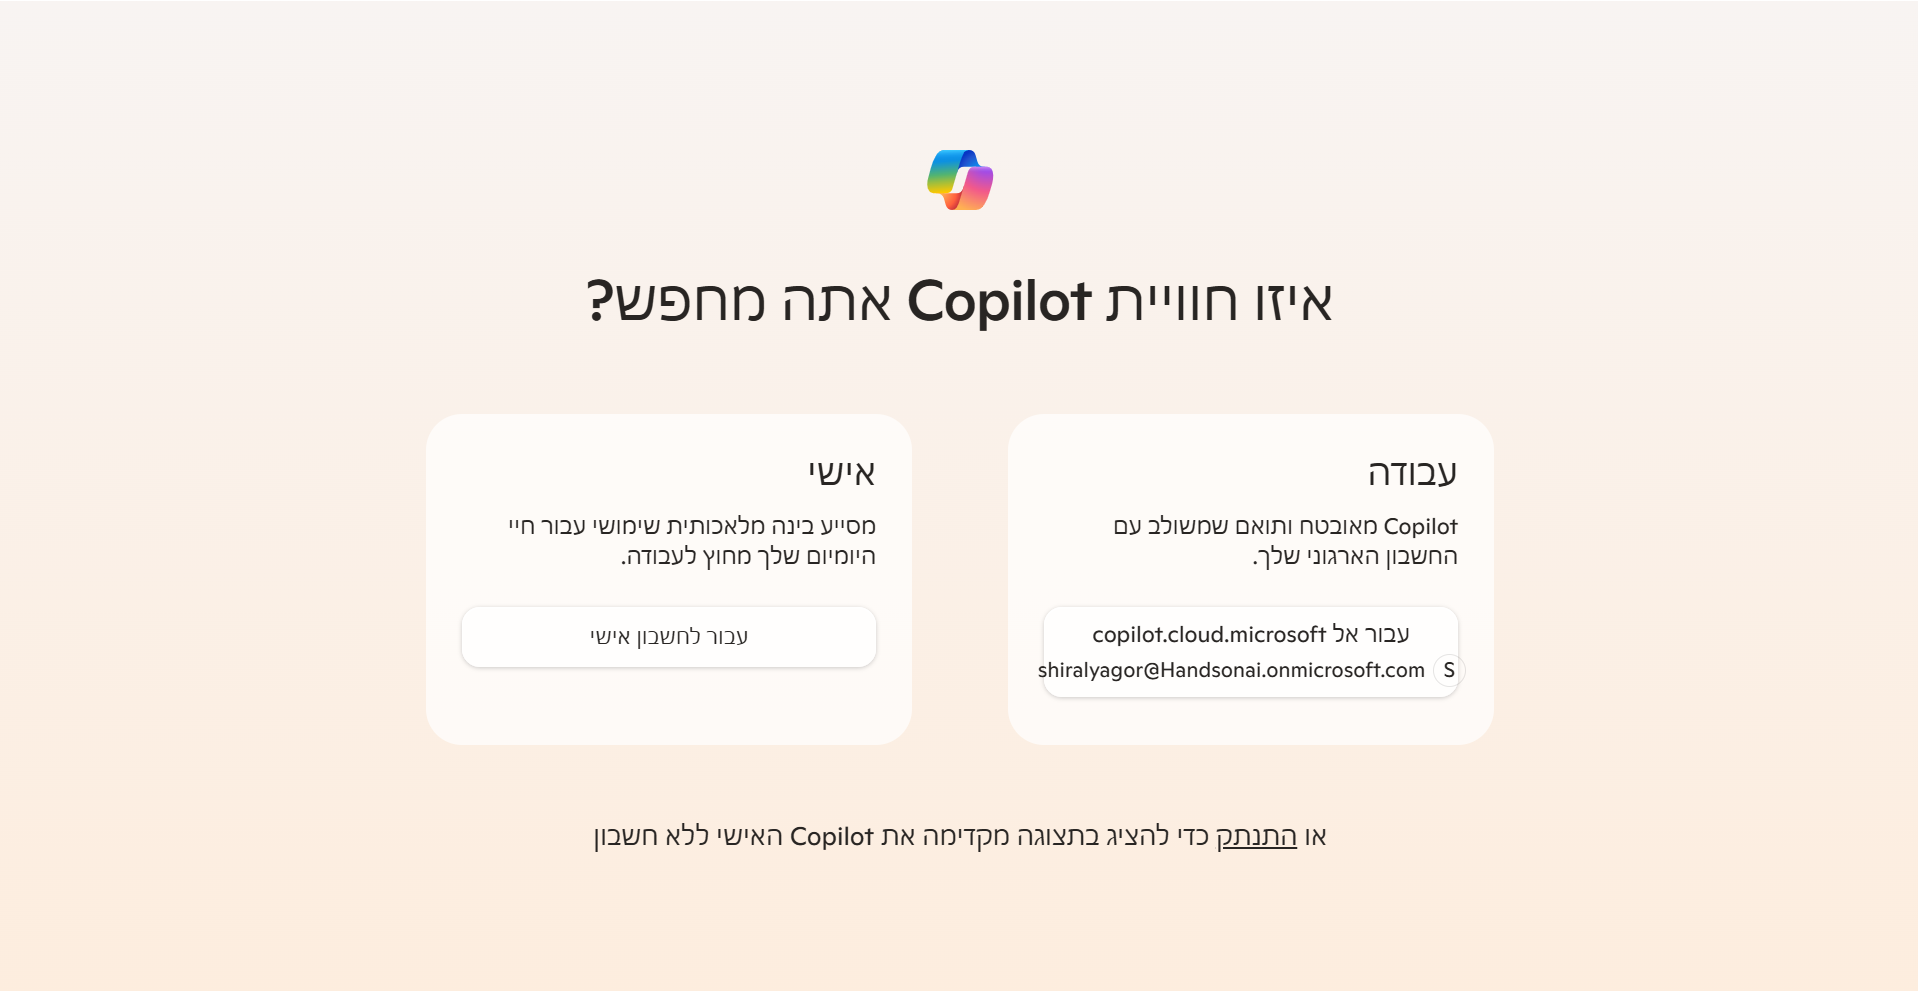 איזו חוויית Copilot אתה מחפש?
עבודה
Copilot מאובטח ותואם שמשולב עם
החשבון הארגוני שלך.
עבור אל copilot.cloud.microsoft
S shiralyagor@Handsonai.onmicrosoft.com
אישי
מסייע בינה מלאכותית שימושי עבור חיי
היומיום שלך מחוץ לעבודה.
עבור לחשבון אישי
או התנתק כדי להציג בתצוגה מקדימה את Copilot האישי ללא חשבון